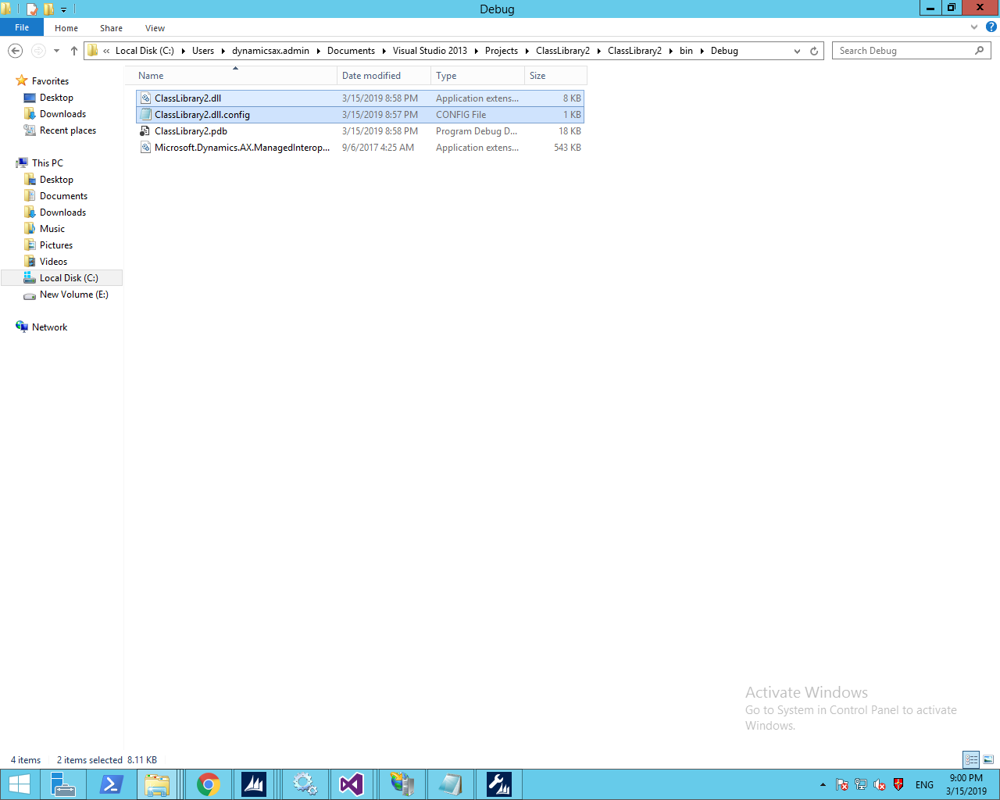 Debug
File Home Share View
« Local Disk (C:) Users dynamicsax.admin Documents Visual Studio 2013 Projects ClassLibrary2 ClassLibrary2 bin Debug
Search Debug
Name Date modified Type Size
Favorites
Desktop
Downloads
Recent places
This PC
Desktop
Documents
Downloads
Music
Pictures
Videos
Local Disk (C:)
New Volume (E:)
Network
ClassLibrary2.dll 3/15/2019 8:58 PM Application extens... 8 KB
ClassLibrary2.dll.config 3/15/2019 8:57 PM CONFIG File 1 KB
ClassLibrary2.pdb 3/15/2019 8:58 PM Program Debug D... 18 KB
Microsoft.Dynamics.AX.ManagedInterop... 9/6/2017 4:25 AM Application extens... 543 KB
Activate Windows
Go to System in Control Panel to activate
Windows.
4 items 2 items selected 8.11 KB
ENG
9:00 PM
3/15/2019